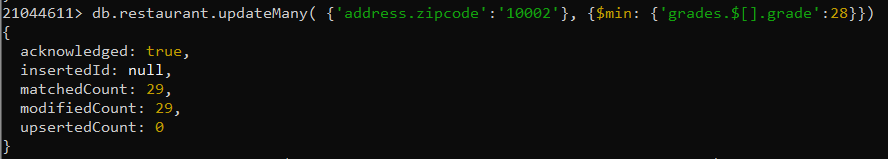 21044611> db.restaurant.updateMany( {'address.zipcode':'10002'}, {$min: {'grades.$[].grade':28}})
{
  acknowledged: true,
  insertedId: null,
  matchedCount: 29,
  modifiedCount: 29,
  upsertedCount: 0
}